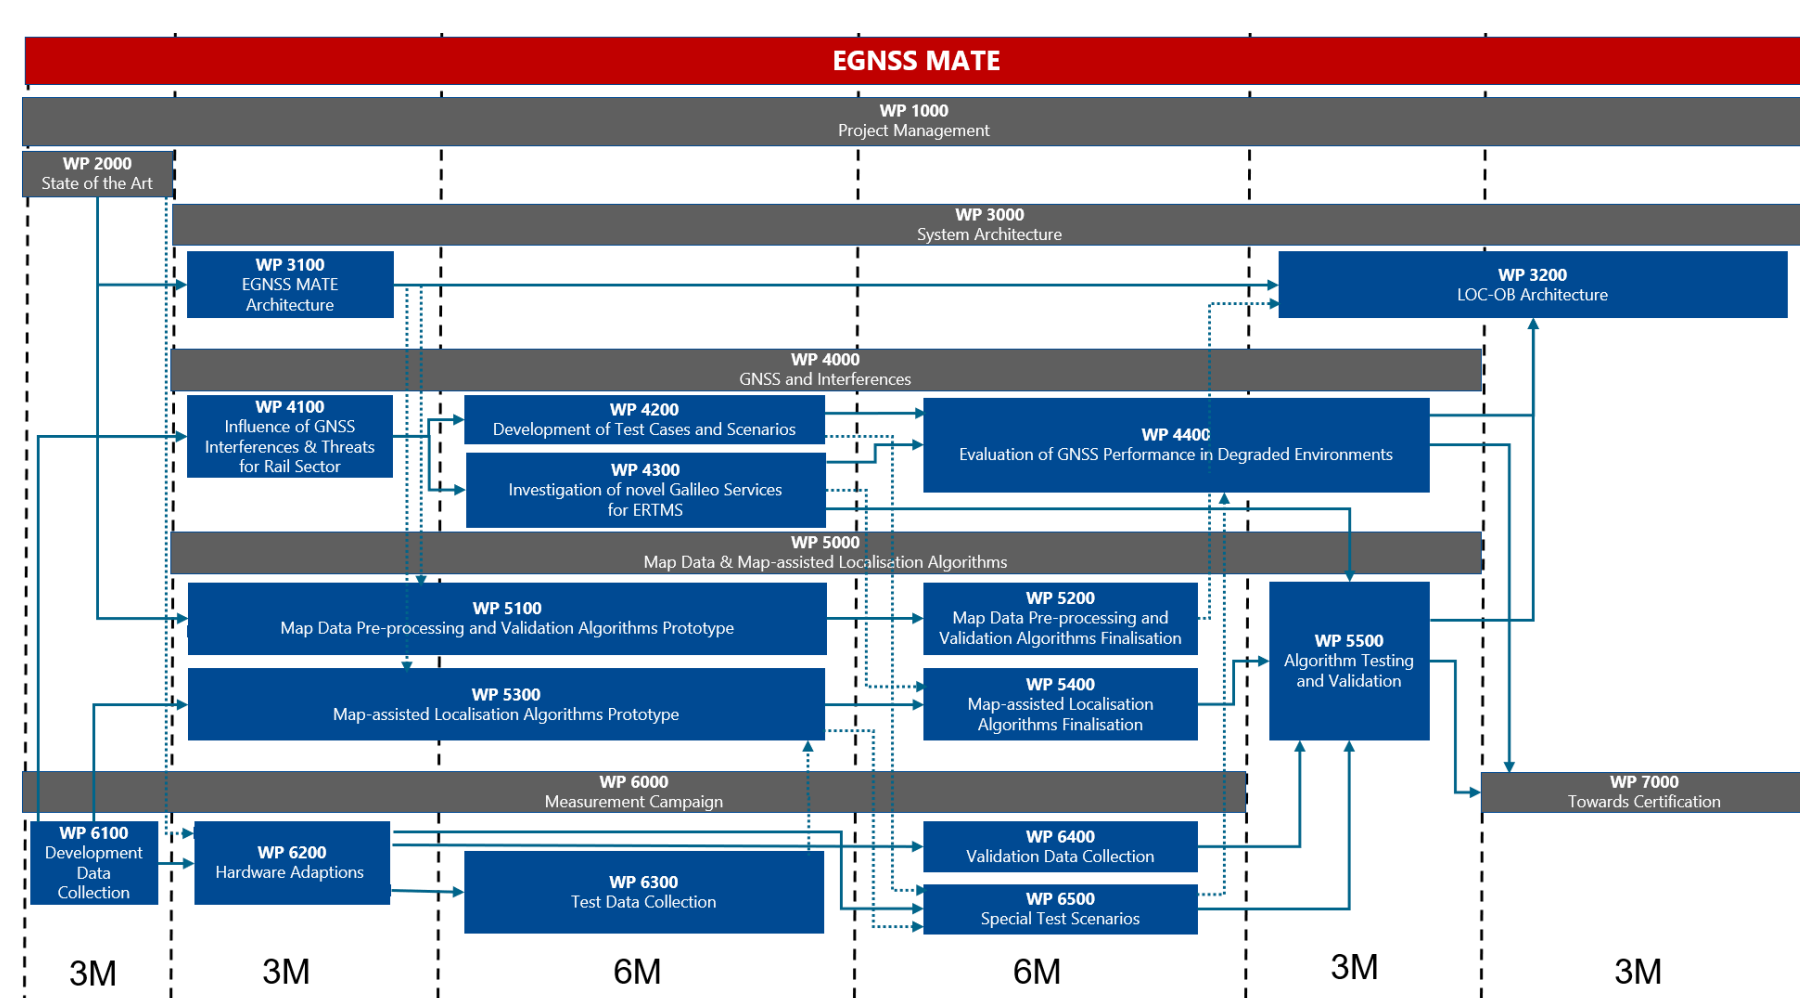 EGNSS MATE
WP 1000
Project Management
WP 2000
State of the Art
WP 3000
System Architecture
WP 3100
EGNSS MATE
Architecture
WP 3200
LOC-OB Architecture
WP 4000
GNSS and Interferences
WP 4100
Influence of GNSS
Interferences & Threats
for Rail Sector
WP 4200
Development of Test Cases and Scenarios
WP 4300
Investigation of novel Galileo Services
for ERTMS
WP 4400
Evaluation of GNSS Performance in Degraded Environments
WP 5000
Map Data & Map-assisted Localisation Algorithms
WP 5100
Map Data Pre-processing and Validation Algorithms Prototype
WP 5200
Map Data Pre-processing and
Validation Algorithms Finalisation
WP 5300
Map-assisted Localisation Algorithms Prototype
WP 5400
Map-assisted Localisation
Algorithms Finalisation
WP 5500
Algorithm Testing
and Validation
WP 6000
Measurement Campaign
WP 7000
Towards Certification
WP 6100
Development
Data
Collection
WP 6200
Hardware Adaptions
WP 6300
Test Data Collection
WP 6400
Validation Data Collection
WP 6500
Special Test Scenarios
3M
3M
6M
6M
3M
3M